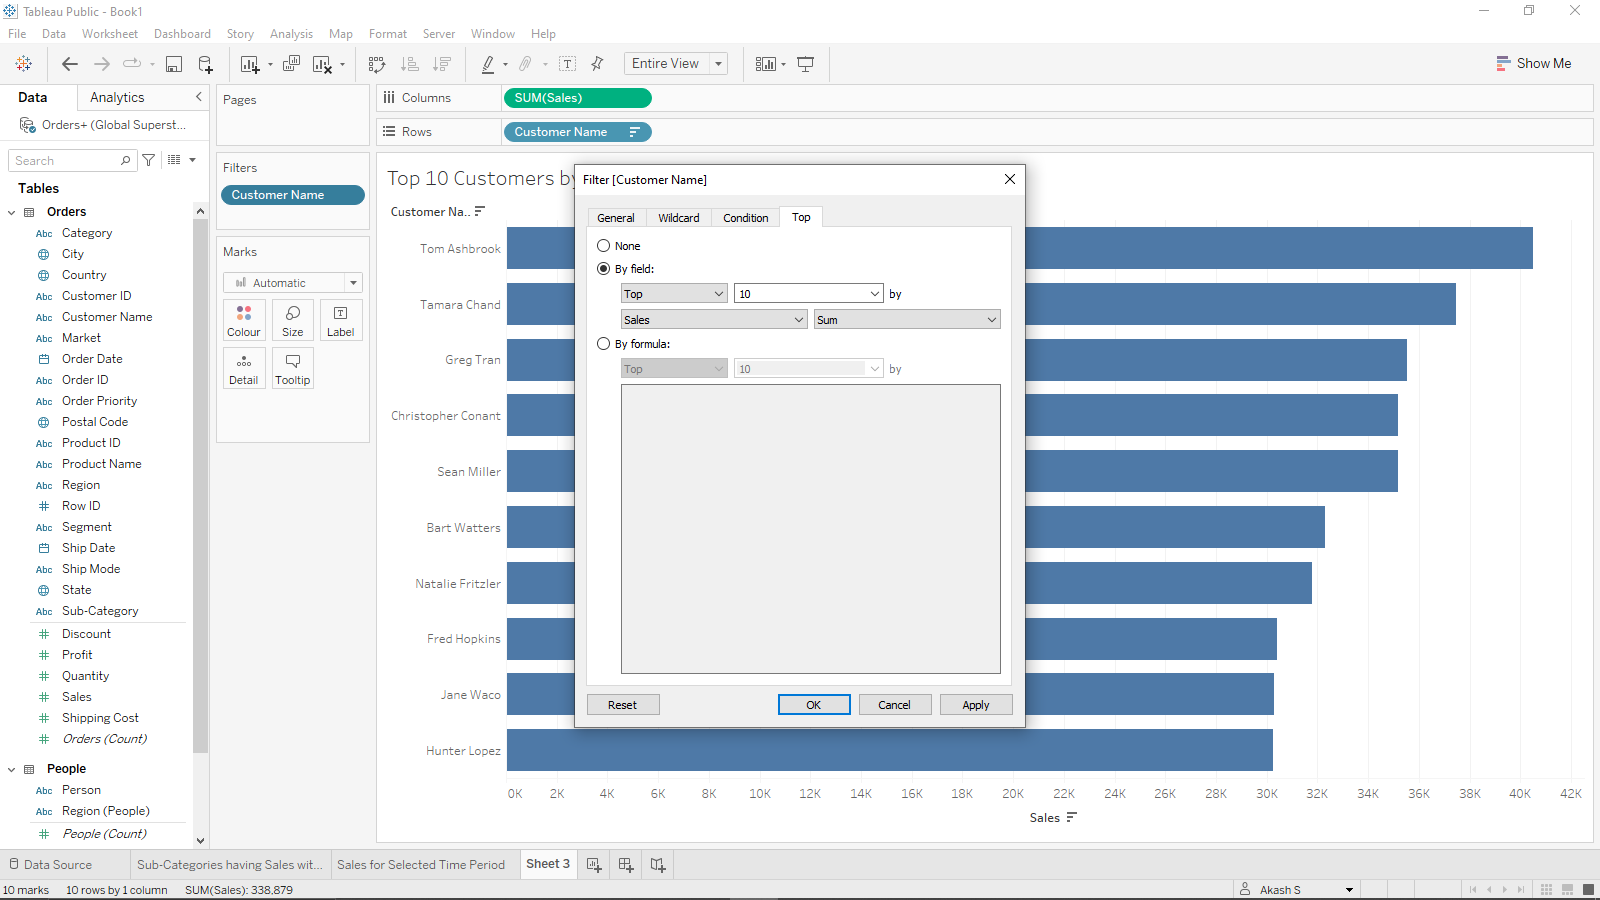 Tableau Public - Book1
File Data Worksheet Dashboard Story Analysis Map Format Server Window Help
Entire View
Show Me
Data Analytics
Orders+ (Global Superst...
Search
Tables
Orders
Abc Category
City
Country
Abc Customer ID
Abc Customer Name
Abc Market
Order Date
Abc Order ID
Abc Order Priority
Postal Code
Abc Product ID
Abc Product Name
Abc Region
Row ID
Abc Segment
Ship Date
Abc Ship Mode
State
Abc Sub-Category
Discount
Profit
Quantity
Sales
Shipping Cost
Orders (Count)
People
Abc Person
Abc Region (People)
People (Count)
Pages
Filters
Customer Name
Marks
Automatic
Colour Size Label
Detail Tooltip
Columns SUM(Sales)
Rows Customer Name
Top 10 Customers by
Customer Na..
Tom Ashbrook
Tamara Chand
Greg Tran
Christopher Conant
Sean Miller
Bart Watters
Natalie Fritzler
Fred Hopkins
Jane Waco
Hunter Lopez
0K 2K 4K 6K 8K 10K 12K 14K 16K 18K 20K 22K 24K 26K 28K 30K 32K 34K 36K 38K 40K 42K
Sales
Filter [Customer Name]
General Wildcard Condition Top
None
By field:
Top 10 by
Sales Sum
By formula:
Top 10 by
Reset OK Cancel Apply
Data Source Sub-Categories having Sales wit... Sales for Selected Time Period Sheet 3
10 marks 10 rows by 1 column SUM(Sales): 338,879
Akash S